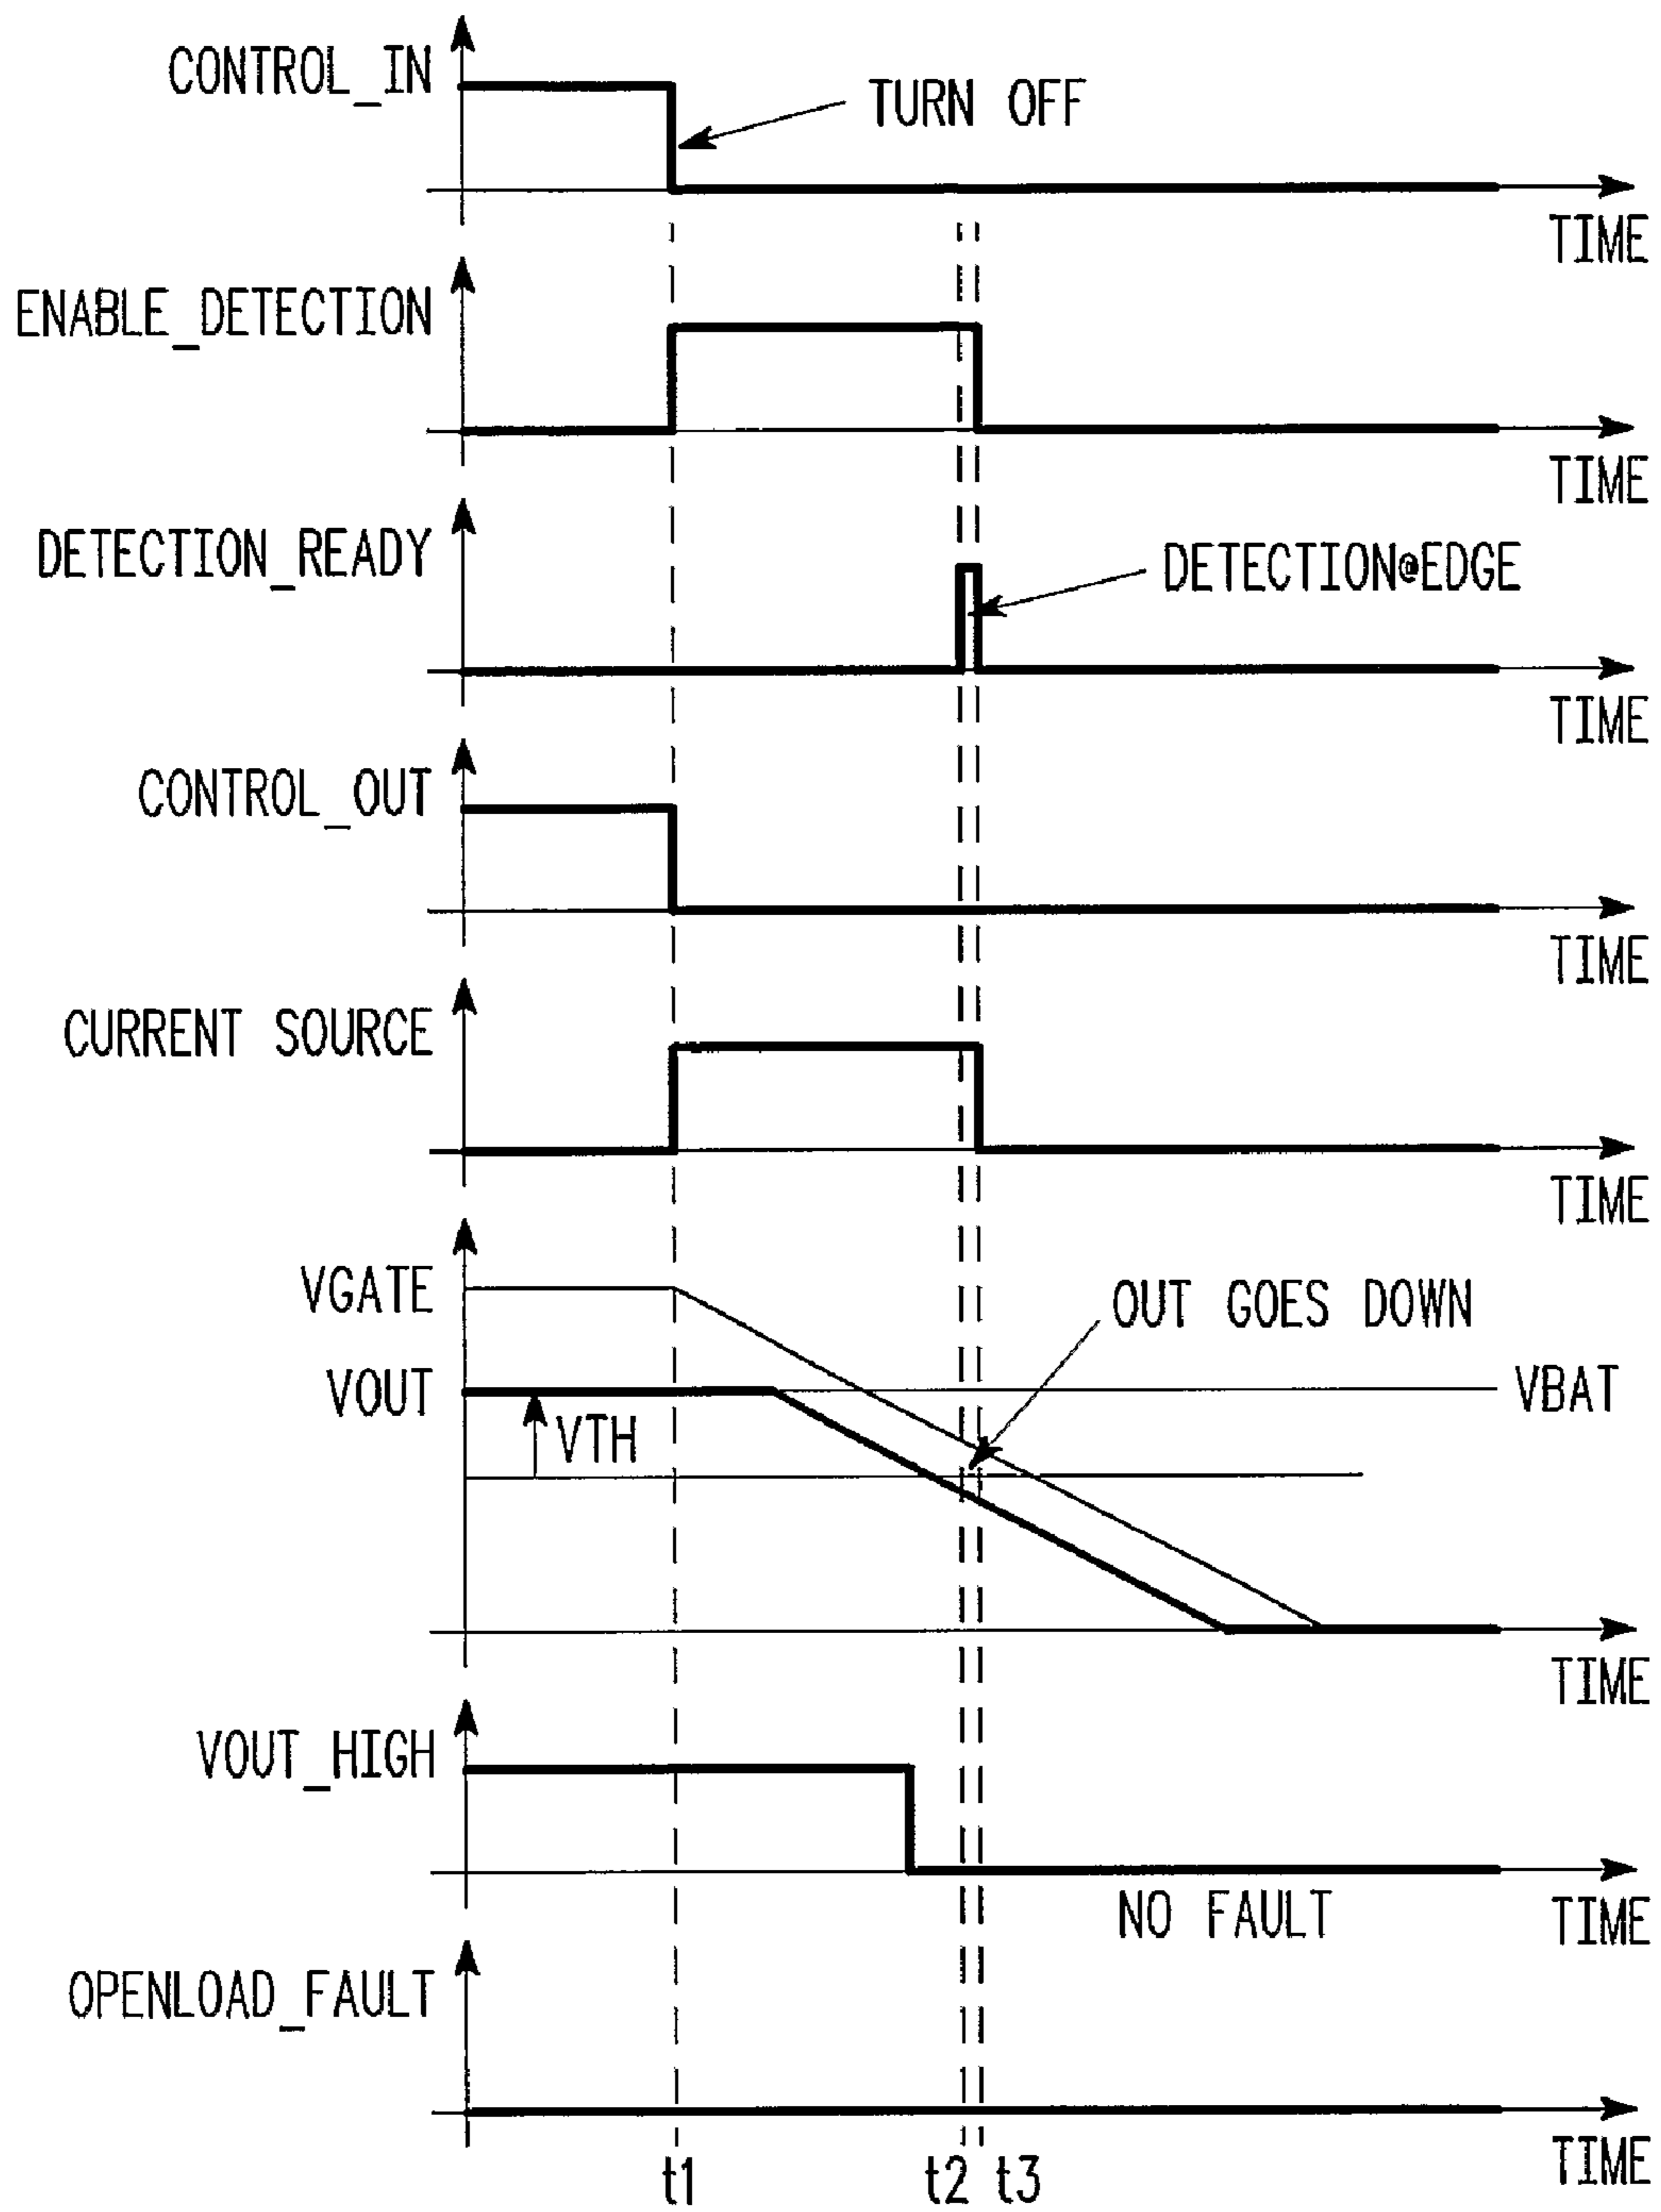 CONTROL_IN
TURN OFF
TIME
ENABLE_DETECTION
TIME
DETECTION_READY
DETECTION@EDGE
TIME
CONTROL_OUT
TIME
CURRENT SOURCE
TIME
VGATE
OUT GOES DOWN
VOUT
VBAT
VTH
TIME
VOUT_HIGH
NO FAULT
TIME
OPENLOAD_FAULT
TIME
t1 t2 t3